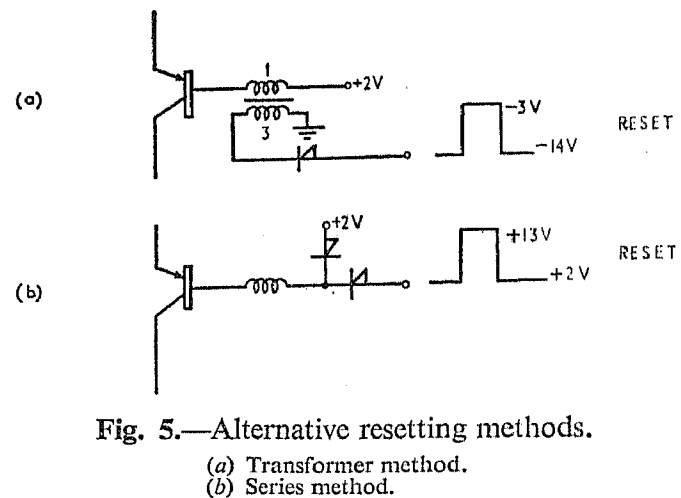 (a)
1
+2V
3
-3V
-14V
RESET
+2V
(b)
+13V
+2V
RESET
Fig. 5.—Alternative resetting methods.
(a) Transformer method.
(b) Series method.